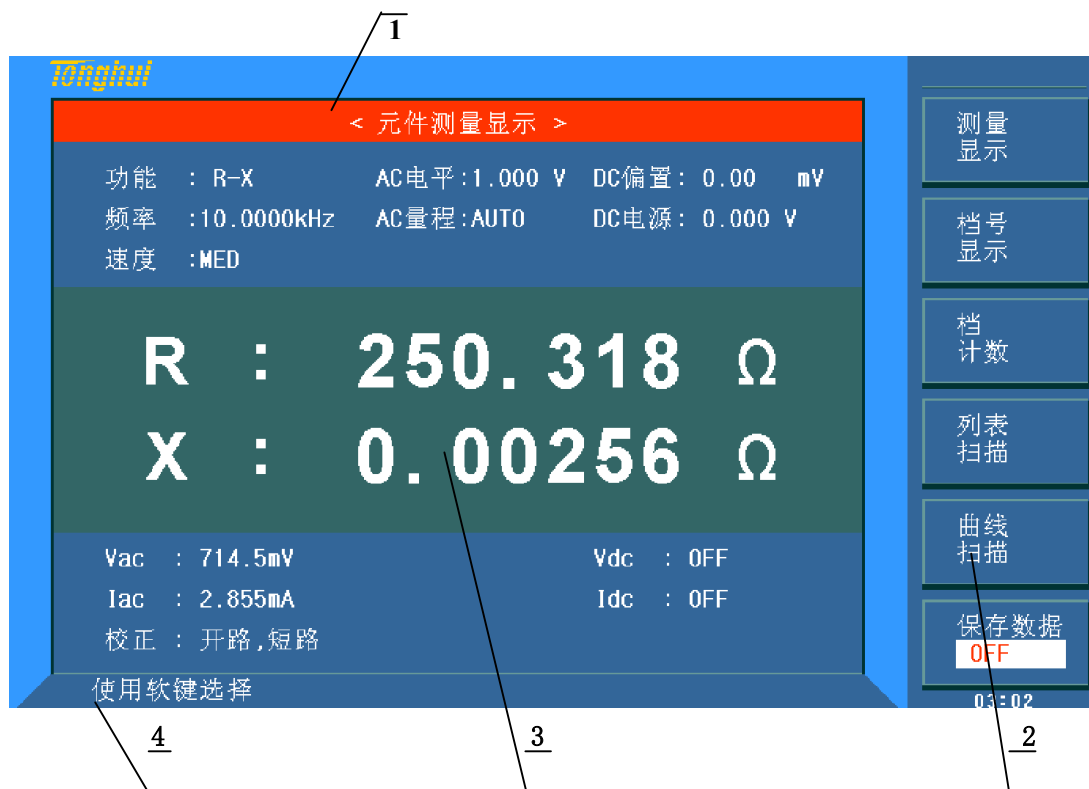 1
Tonghui
< 元件测量显示 >
功能 : R-X AC电平:1.000 V DC偏置: 0.00 mV
频率 :10.0000kHz AC量程:AUTO DC电源: 0.000 V
速度 :MED
R : 250.318 Ω
X : 0.00256 Ω
Vac : 714.5mV Vdc : OFF
Iac : 2.855mA Idc : OFF
校正 : 开路,短路
使用软键选择
测量
显示
档号
显示
档
计数
列表
扫描
曲线
扫描
保存数据
OFF
03:02
4 3 2